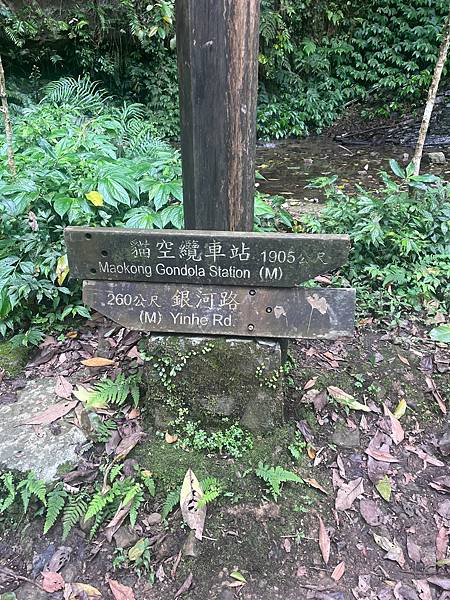 貓空纜車站 1905公尺
Maokong Gondola Station (M)
260公尺 銀河路
(M) Yinhe Rd.